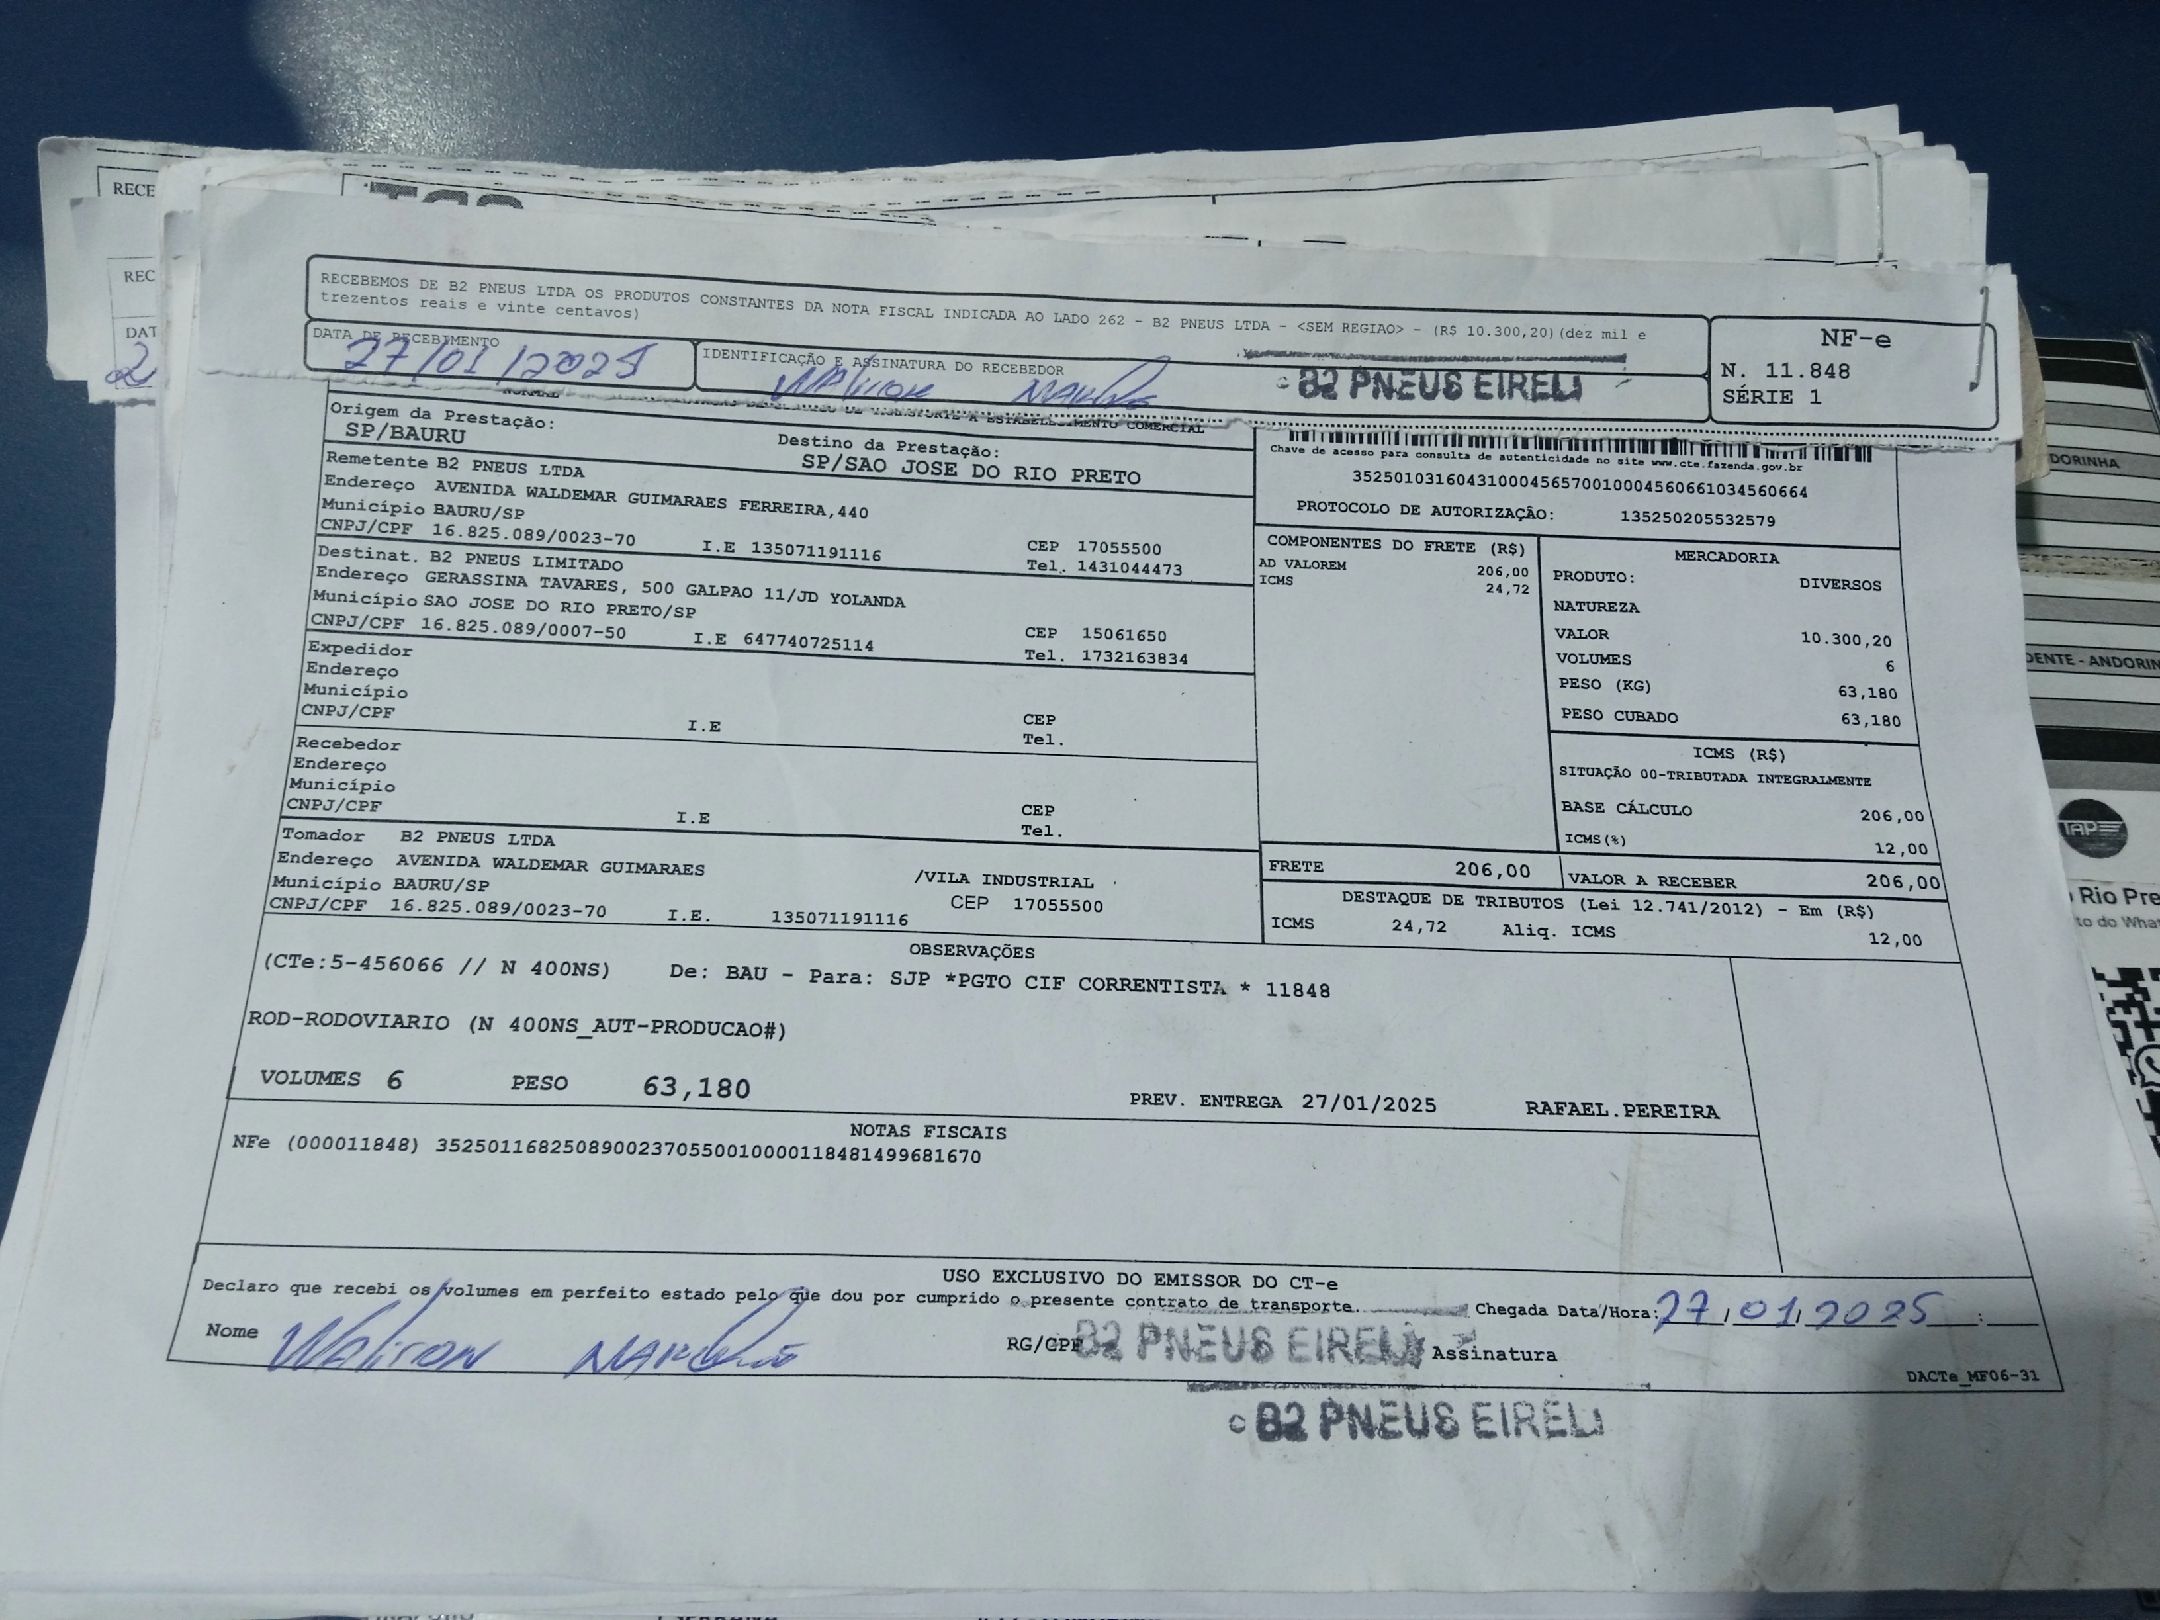 RECE
REC
DAT
2
RECEBEMOS DE B2 PNEUS LTDA OS PRODUTOS CONSTANTES DA NOTA FISCAL INDICADA AO LADO 262 - B2 PNEUS LTDA - <SEM REGIAO> - (R$ 10.300,20)(dez mil e
trezentos reais e vinte centavos)
DATA DE RECEBIMENTO
27/01/2025
IDENTIFICAÇÃO E ASSINATURA DO RECEBEDOR
B2 PNEUS EIRELI
NF-e
N. 11.848
SÉRIE 1
NORMAL
Origem da Prestação:
SP/BAURU
Destino da Prestação:
SP/SAO JOSE DO RIO PRETO
Remetente B2 PNEUS LTDA
Endereço AVENIDA WALDEMAR GUIMARAES FERREIRA,440
Município BAURU/SP
CNPJ/CPF 16.825.089/0023-70 I.E 135071191116
CEP 17055500
Tel. 1431044473
Destinat. B2 PNEUS LIMITADO
Endereço GERASSINA TAVARES, 500 GALPAO 11/JD YOLANDA
Município SAO JOSE DO RIO PRETO/SP
CNPJ/CPF 16.825.089/0007-50 I.E 647740725114
CEP 15061650
Tel. 1732163834
Expedidor
Endereço
Município
CNPJ/CPF
I.E
CEP
Tel.
Recebedor
Endereço
Município
CNPJ/CPF
I.E
CEP
Tel.
Tomador B2 PNEUS LTDA
Endereço AVENIDA WALDEMAR GUIMARAES /VILA INDUSTRIAL
Município BAURU/SP CEP 17055500
CNPJ/CPF 16.825.089/0023-70 I.E. 135071191116
Chave de acesso para consulta de autenticidade no site www.cte.fazenda.gov.br
35250103160431000456570010004560661034560664
PROTOCOLO DE AUTORIZAÇÃO: 135250205532579
COMPONENTES DO FRETE (R$)
AD VALOREM 206,00
ICMS 24,72
MERCADORIA
PRODUTO: DIVERSOS
NATUREZA
VALOR 10.300,20
VOLUMES 6
PESO (KG) 63,180
PESO CUBADO 63,180
ICMS (R$)
SITUAÇÃO 00-TRIBUTADA INTEGRALMENTE
BASE CÁLCULO 206,00
ICMS(%) 12,00
FRETE 206,00
VALOR A RECEBER 206,00
DESTAQUE DE TRIBUTOS (Lei 12.741/2012) - Em (R$)
ICMS 24,72 Aliq. ICMS 12,00
OBSERVAÇÕES
(CTe:5-456066 // N 400NS) De: BAU - Para: SJP *PGTO CIF CORRENTISTA * 11848
ROD-RODOVIARIO (N 400NS_AUT-PRODUCAO#)
VOLUMES 6 PESO 63,180
PREV. ENTREGA 27/01/2025 RAFAEL.PEREIRA
NOTAS FISCAIS
NFe (000011848) 35250116825089002370550010000118481499681670
USO EXCLUSIVO DO EMISSOR DO CT-e
Declaro que recebi os volumes em perfeito estado pelo que dou por cumprido o presente contrato de transporte.
Chegada Data/Hora: 27/01/2025 :
Nome
RG/CPF
B2 PNEUS EIRELI
Assinatura
DACTe_MF06-31
B2 PNEUS EIRELI
DORINHA
DENTE - ANDORIN
TAP
Rio Pre
to do What